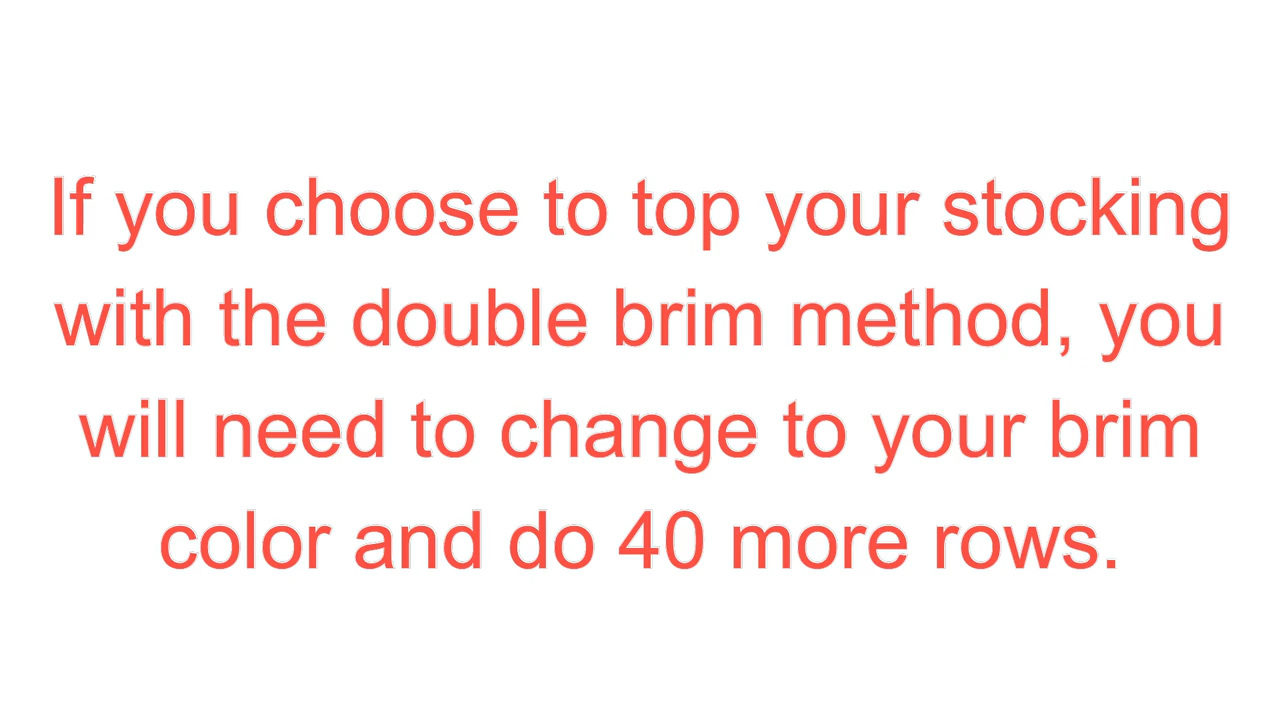 If you choose to top your stocking
with the double brim method, you
will need to change to your brim
color and do 40 more rows.